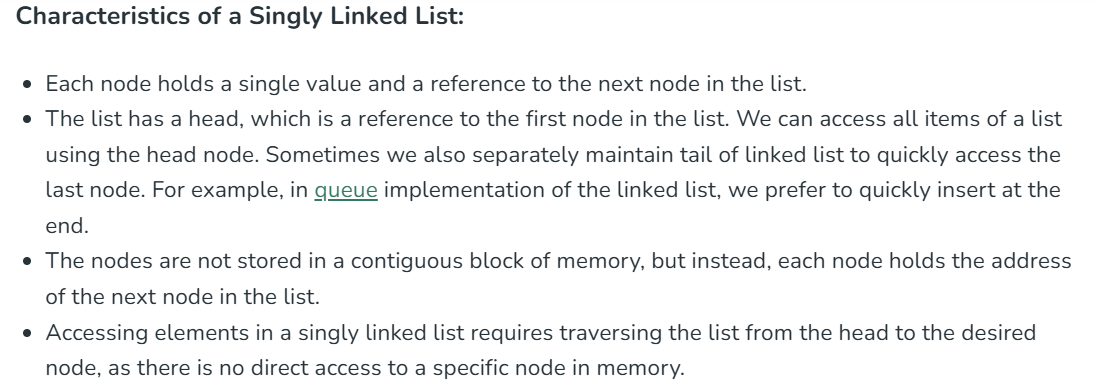 Characteristics of a Singly Linked List:
• Each node holds a single value and a reference to the next node in the list.
• The list has a head, which is a reference to the first node in the list. We can access all items of a list
using the head node. Sometimes we also separately maintain tail of linked list to quickly access the
last node. For example, in queue implementation of the linked list, we prefer to quickly insert at the
end.
• The nodes are not stored in a contiguous block of memory, but instead, each node holds the address
of the next node in the list.
• Accessing elements in a singly linked list requires traversing the list from the head to the desired
node, as there is no direct access to a specific node in memory.